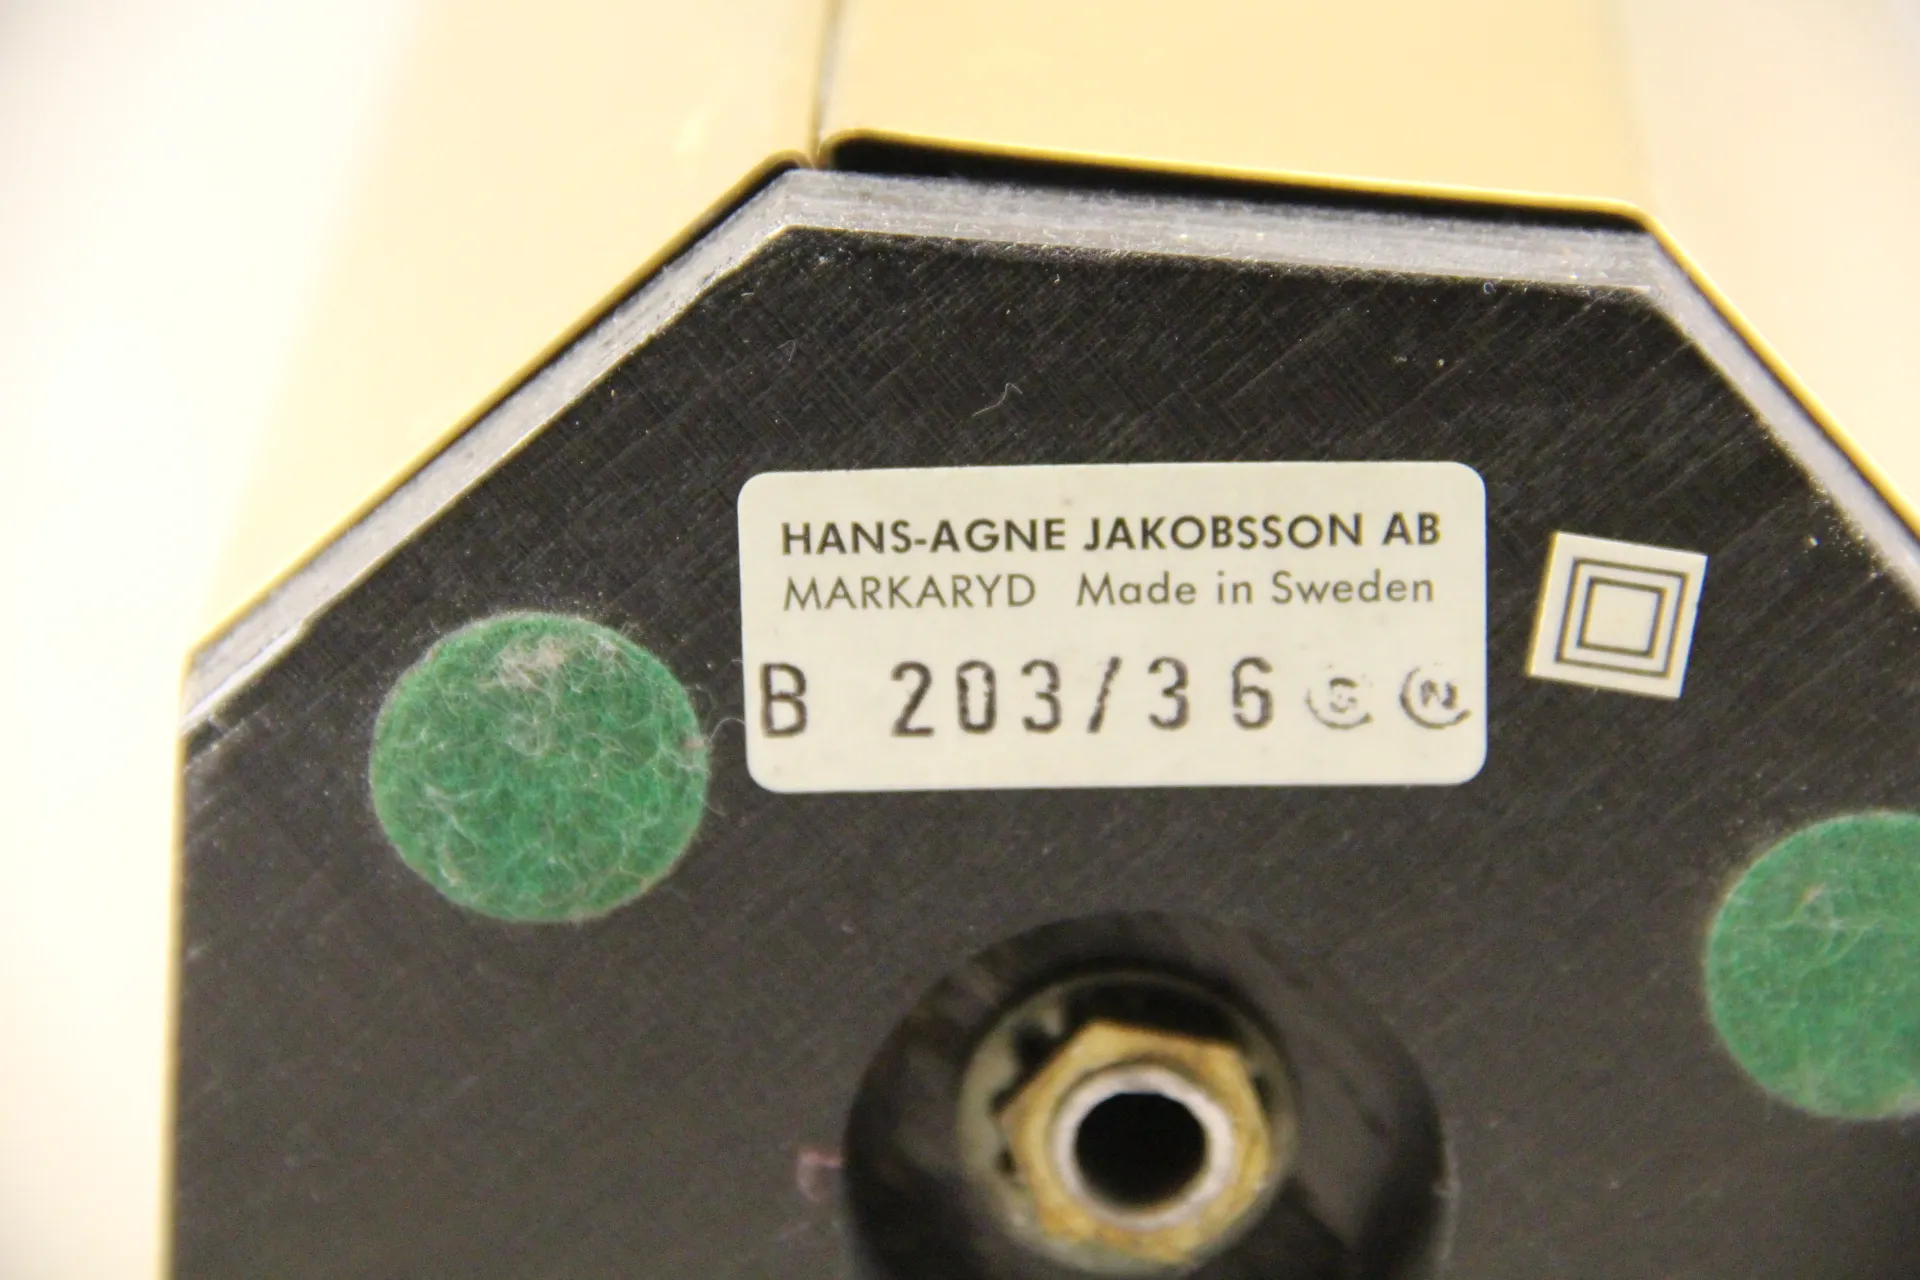 HANS-AGNE JAKOBSSON AB
MARKARYD Made in Sweden
B 203/36 S N